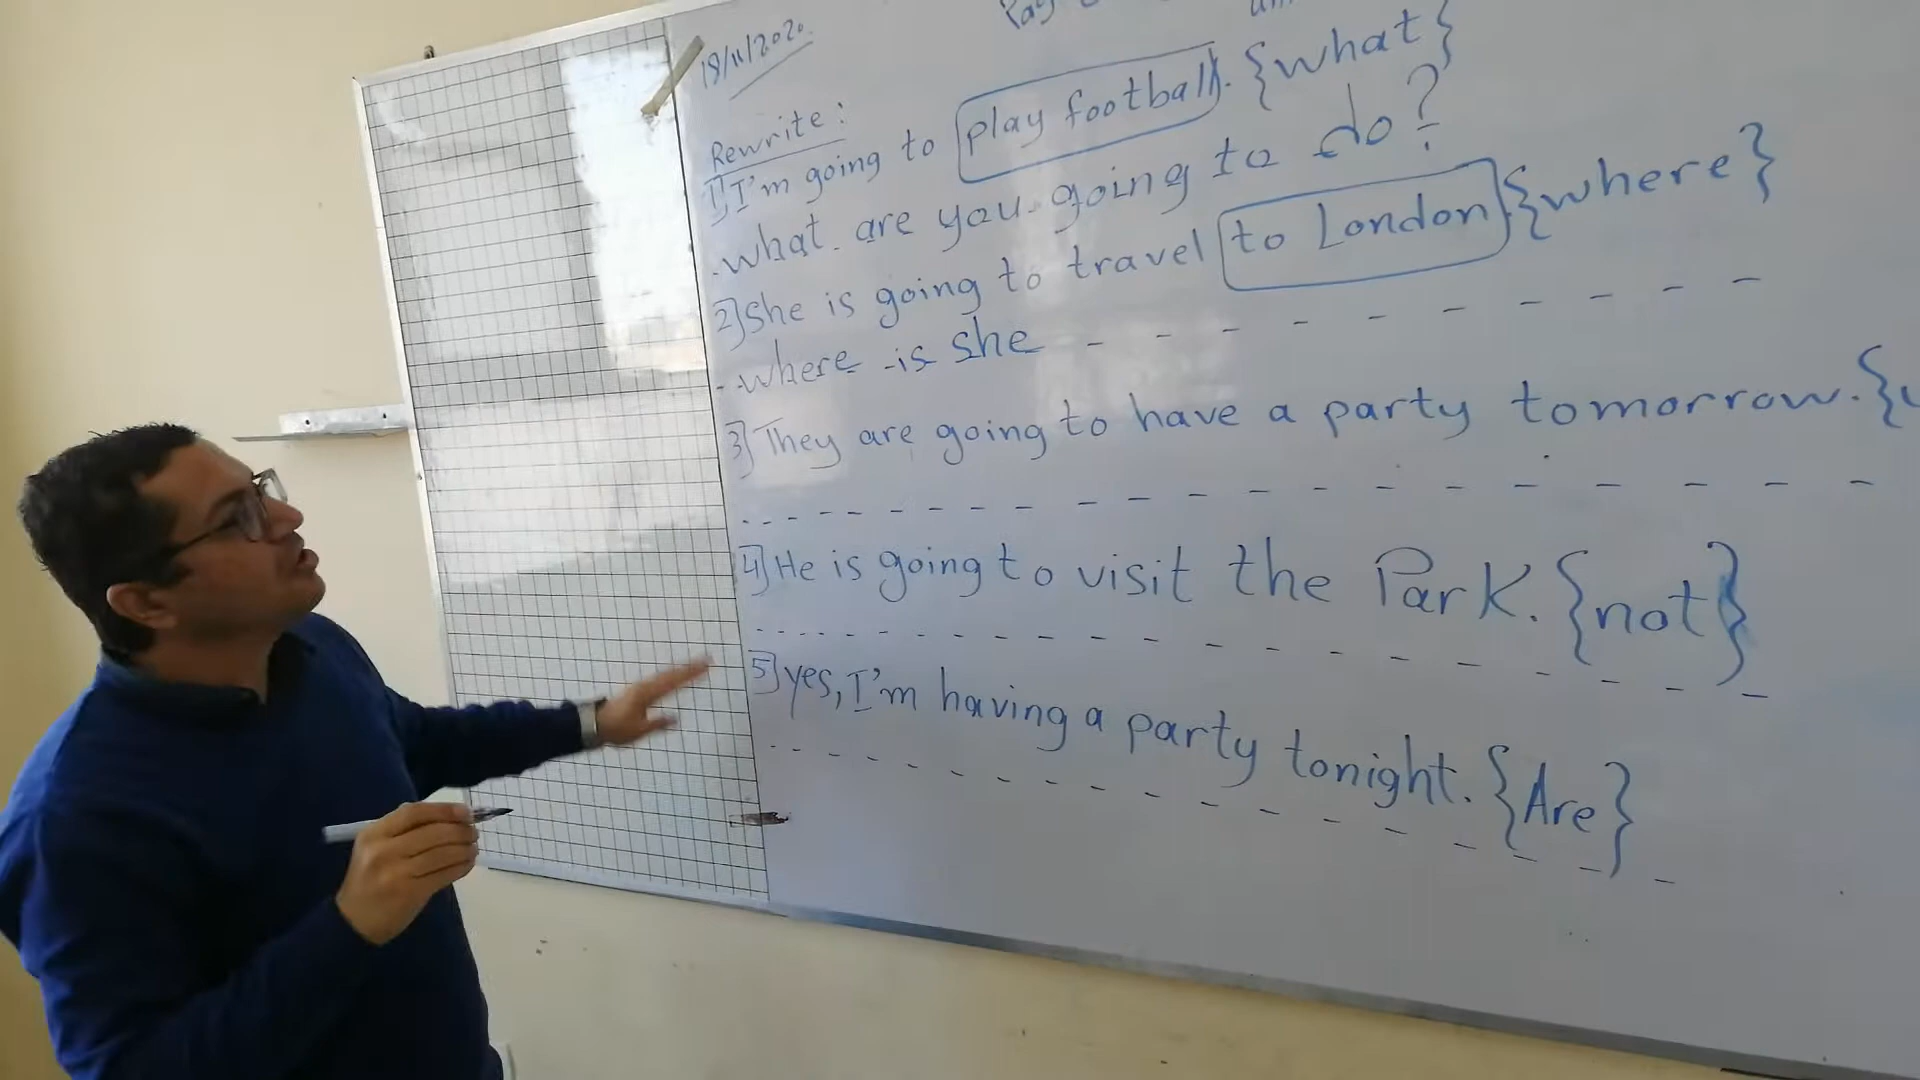 18/11/2020
Rewrite:
1] I'm going to play football. {what}
What are you going to do?
2] She is going to travel to London. {where}
where is she
3] They are going to have a party tomorrow. {
4] He is going to visit the Park. {not}
5] yes, I'm having a party tonight. {Are}